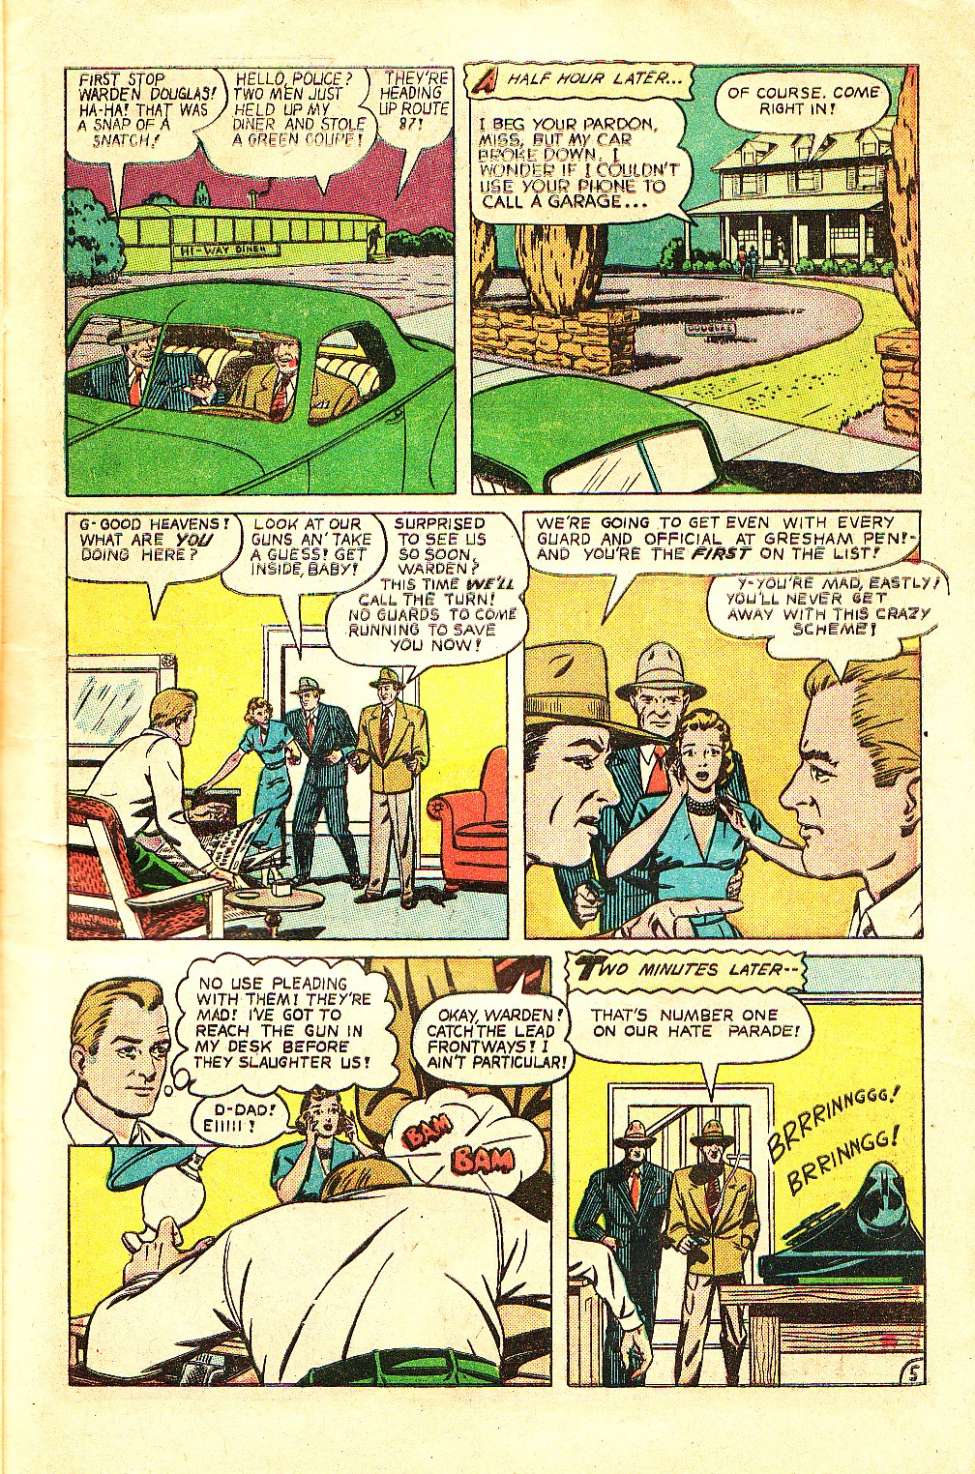 FIRST STOP
WARDEN DOUGLAS!
HA-HA! THAT WAS
A SNAP OF A
SNATCH!
HELLO, POLICE?
TWO MEN JUST
HELD UP MY
DINER AND STOLE
A GREEN COUPE!
THEY'RE
HEADING
UP ROUTE
87!
HI-WAY DINER
A HALF HOUR LATER...
I BEG YOUR PARDON,
MISS, BUT MY CAR
BROKE DOWN. I
WONDER IF I COULDN'T
USE YOUR PHONE TO
CALL A GARAGE...
OF COURSE. COME
RIGHT IN!
DOUGLAS
G-GOOD HEAVENS!
WHAT ARE YOU
DOING HERE?
LOOK AT OUR
GUNS AN' TAKE
A GUESS! GET
INSIDE, BABY!
SURPRISED
TO SEE US
SO SOON,
WARDEN?
THIS TIME WE'LL
CALL THE TURN!
NO GUARDS TO COME
RUNNING TO SAVE
YOU NOW!
WE'RE GOING TO GET EVEN WITH EVERY
GUARD AND OFFICIAL AT GRESHAM PEN!-
AND YOU'RE THE FIRST ON THE LIST!
Y-YOU'RE MAD, EASTLY!
YOU'LL NEVER GET
AWAY WITH THIS CRAZY
SCHEME!
NO USE PLEADING
WITH THEM! THEY'RE
MAD! I'VE GOT TO
REACH THE GUN IN
MY DESK BEFORE
THEY SLAUGHTER US!
D-DAD!
EIIIII!
OKAY, WARDEN!
CATCH THE LEAD
FRONTWAYS! I
AIN'T PARTICULAR!
BAM
BAM
TWO MINUTES LATER--
THAT'S NUMBER ONE
ON OUR HATE PARADE!
BRRRINNGGG!
BRRINNGG!
5